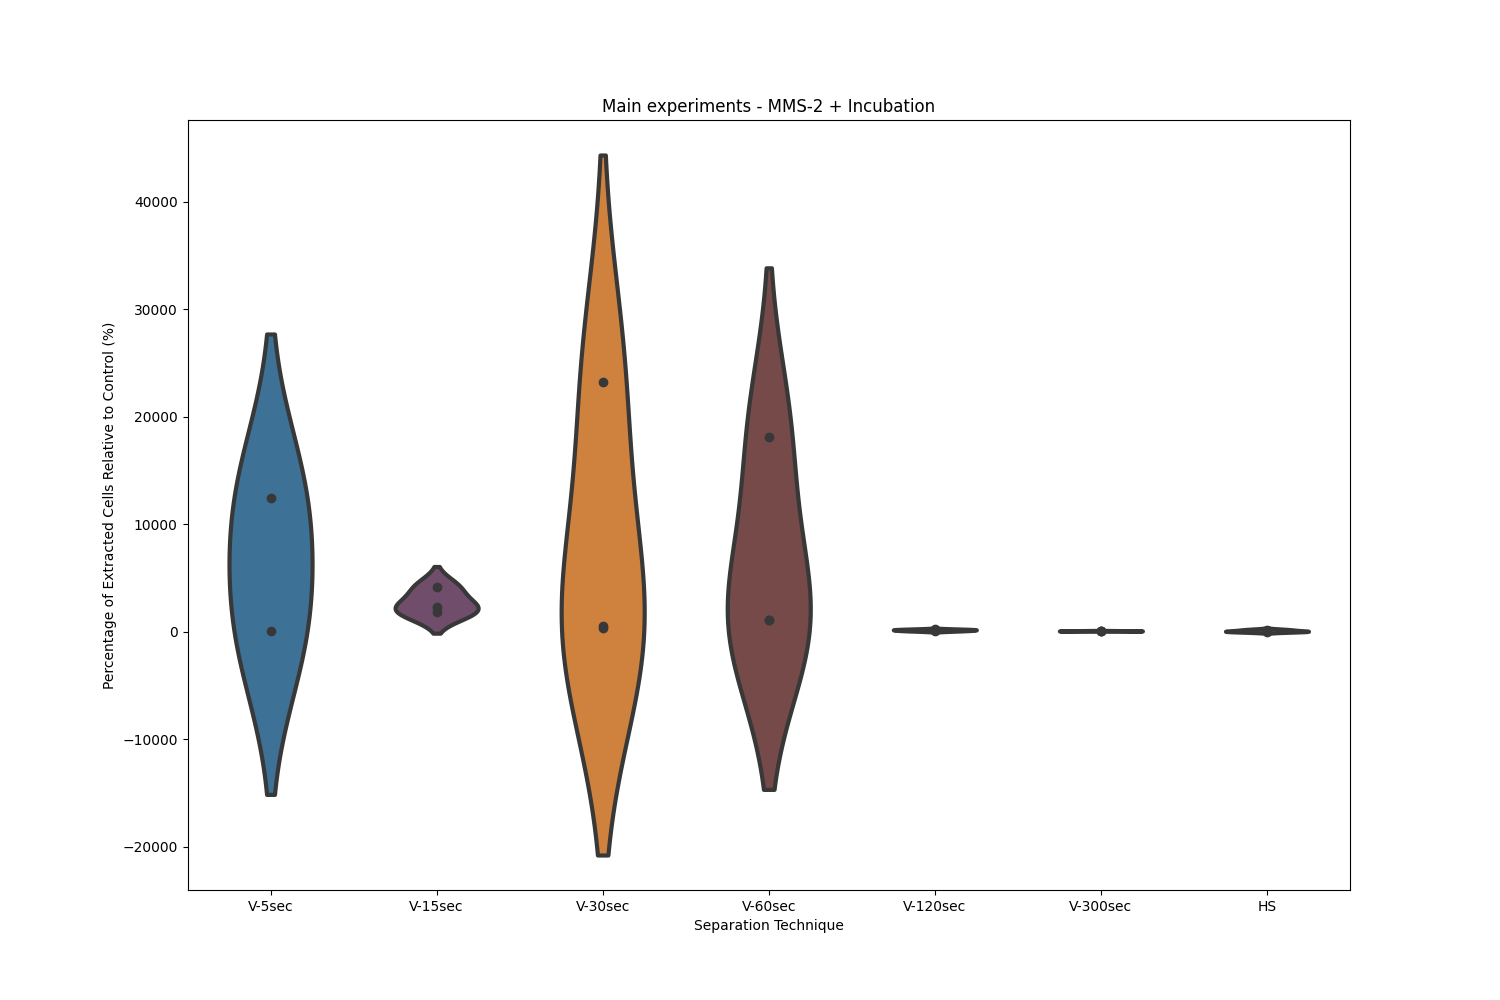 Main experiments - MMS-2 + Incubation
Percentage of Extracted Cells Relative to Control (%)
40000
30000
20000
10000
0
−10000
−20000
V-5sec
V-15sec
V-30sec
V-60sec
V-120sec
V-300sec
HS
Separation Technique